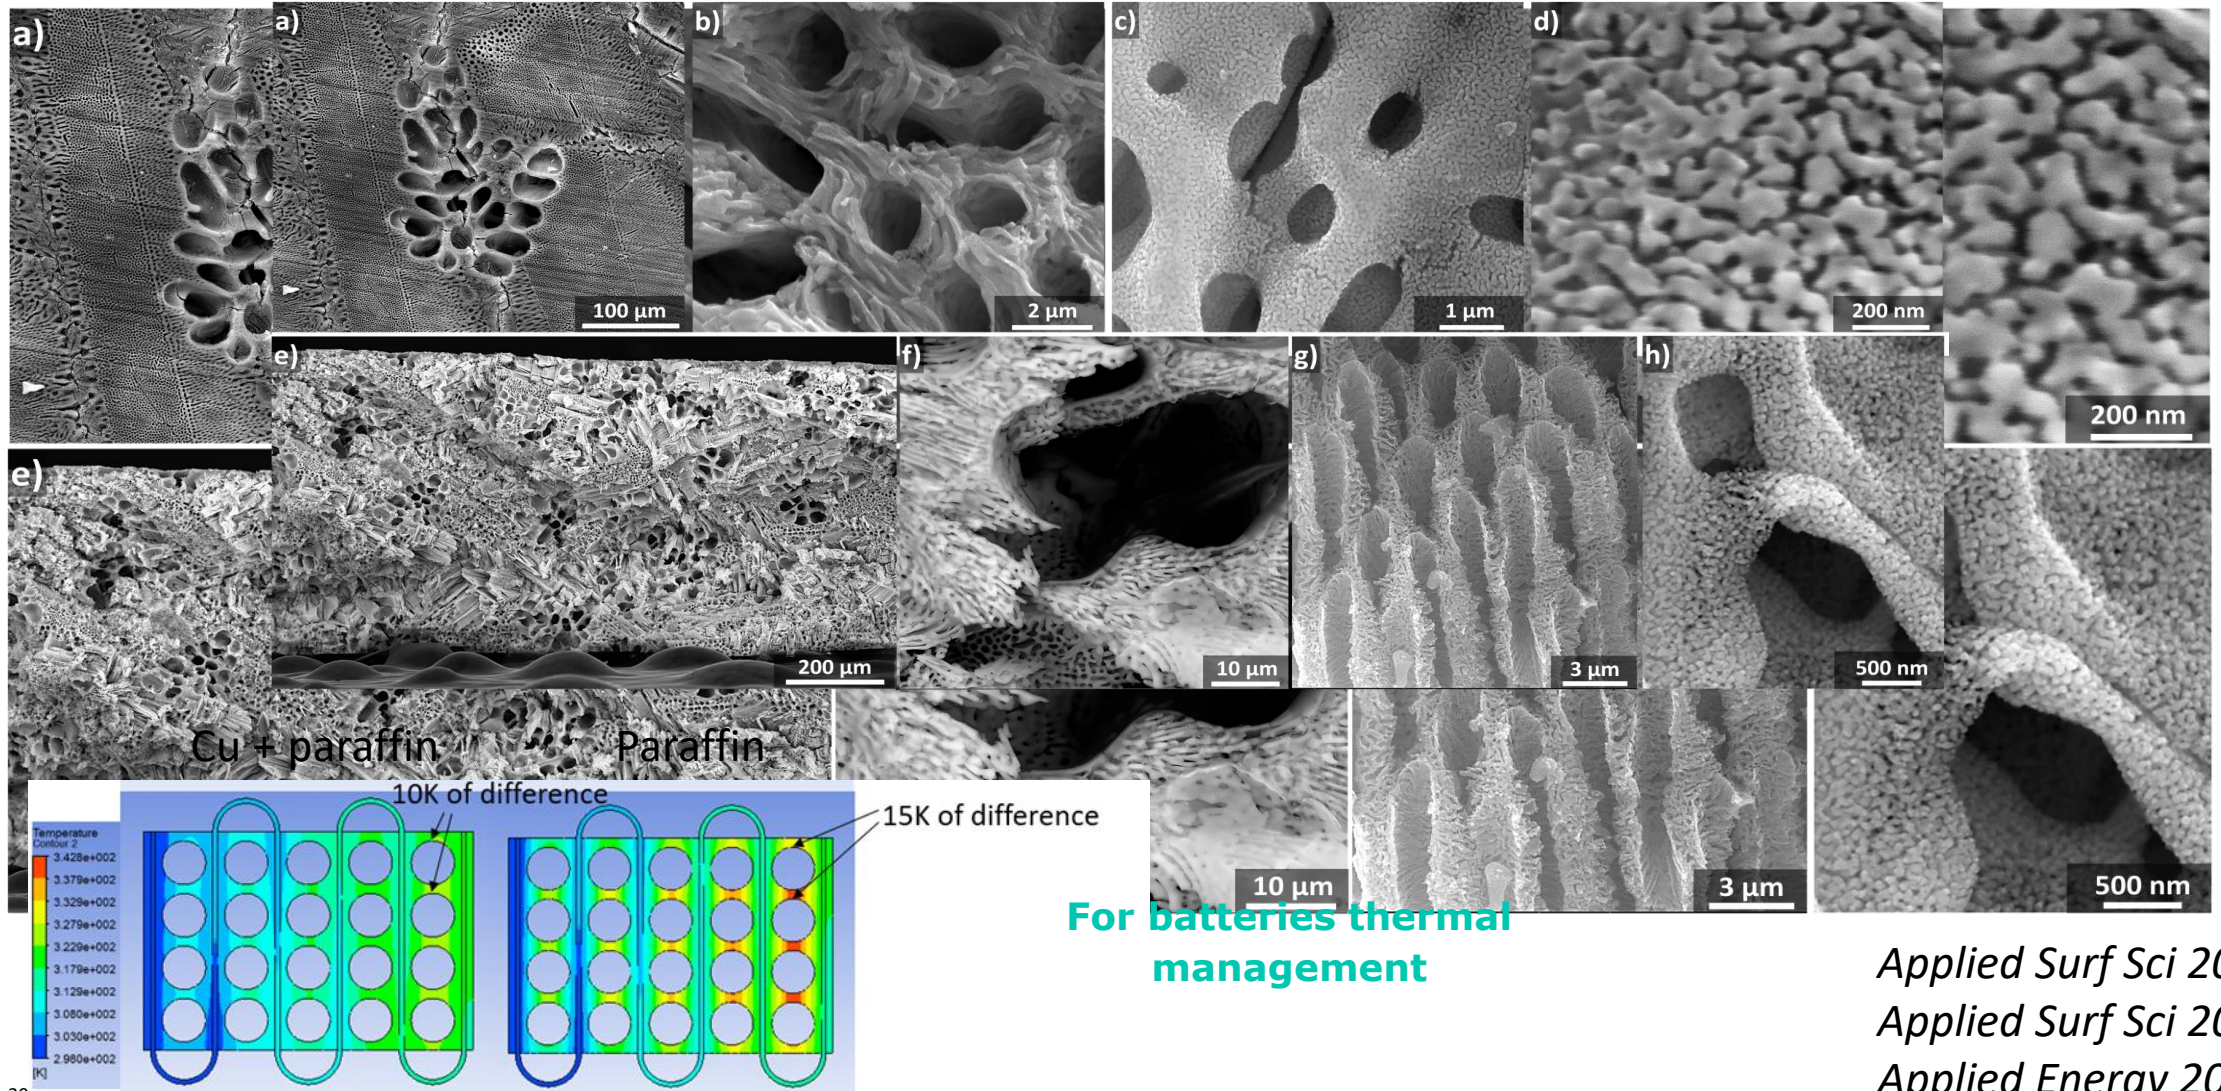 a)
a)
b)
c)
d)
100 µm
2 µm
1 µm
200 nm
200 nm
e)
e)
f)
g)
h)
200 µm
10 µm
3 µm
500 nm
Cu + paraffin
Paraffin
10K of difference
15K of difference
Temperature
Contour 2
3.428e+002
3.379e+002
3.329e+002
3.279e+002
3.229e+002
3.179e+002
3.129e+002
3.080e+002
3.030e+002
2.980e+002
[K]
10 µm
3 µm
500 nm
For batteries thermal
management
Applied Surf Sci 20
Applied Surf Sci 20
Applied Energy 20